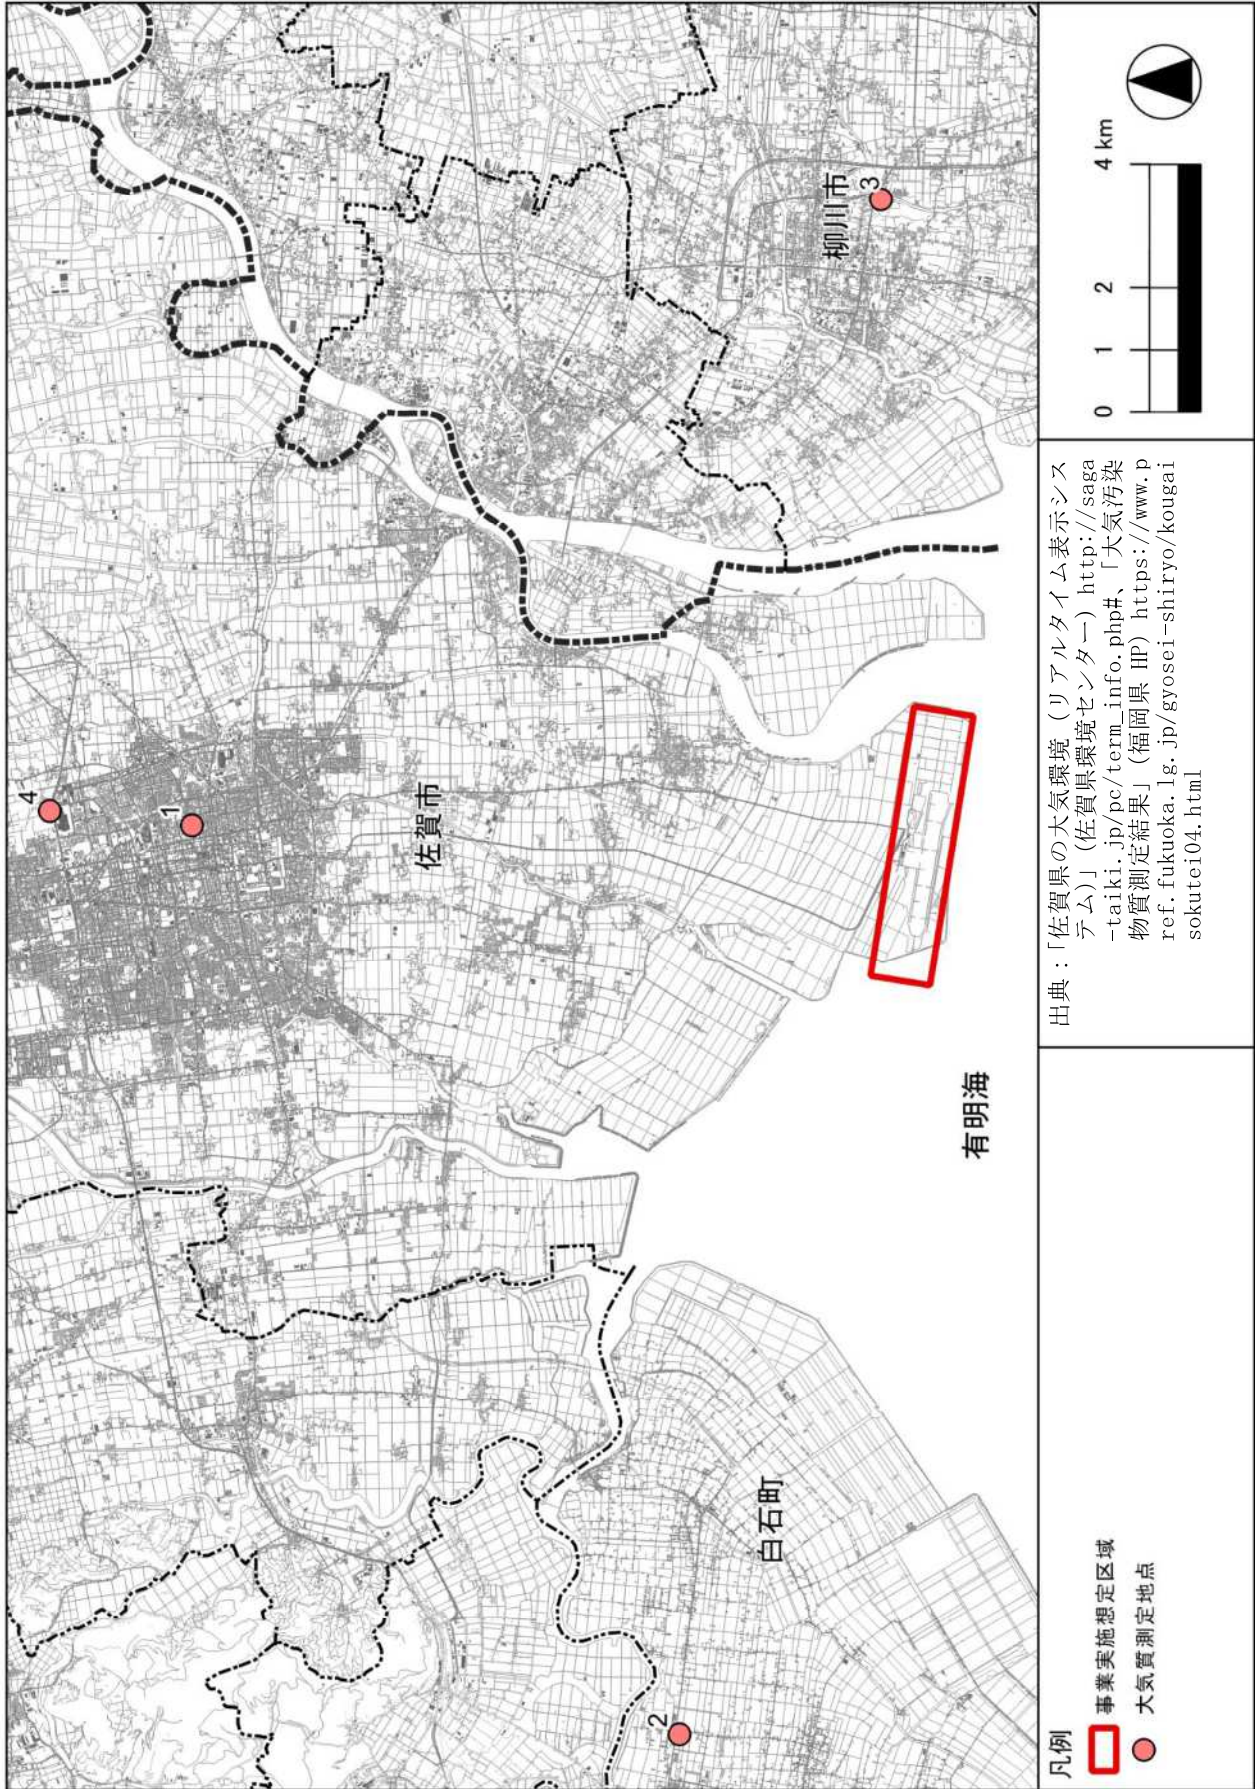 4
1
佐賀市
柳川市
3
2
白石町
有明海
凡例
事業実施想定区域
大気質測定地点
出典：「佐賀県の大気環境（リアルタイム表示シス
テム）」（佐賀県環境センター）http://saga
-taiki.jp/pc/term_info.php#、「大気汚染
物質測定結果」（福岡県 HP）https://www.p
ref.fukuoka.lg.jp/gyosei-shiryo/kougai
sokutei04.html
0 1 2 4 km